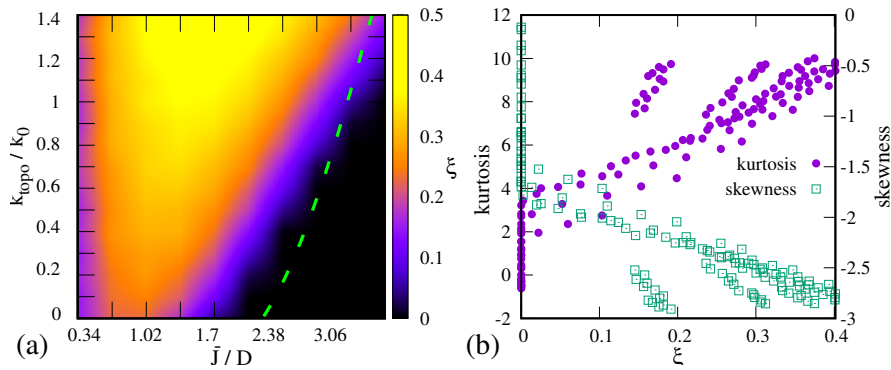 1.4
1.2
1
0.8
0.6
0.4
0.2
0
k_topo / k_0
0.34 1.02 1.7 2.38 3.06
J̄ / D
(a)
0.5
0.4
0.3
0.2
0.1
0
ξ
12
10
8
6
4
2
0
-2
kurtosis
kurtosis
skewness
0
-0.5
-1
-1.5
-2
-2.5
-3
skewness
0 0.1 0.2 0.3 0.4
ξ
(b)